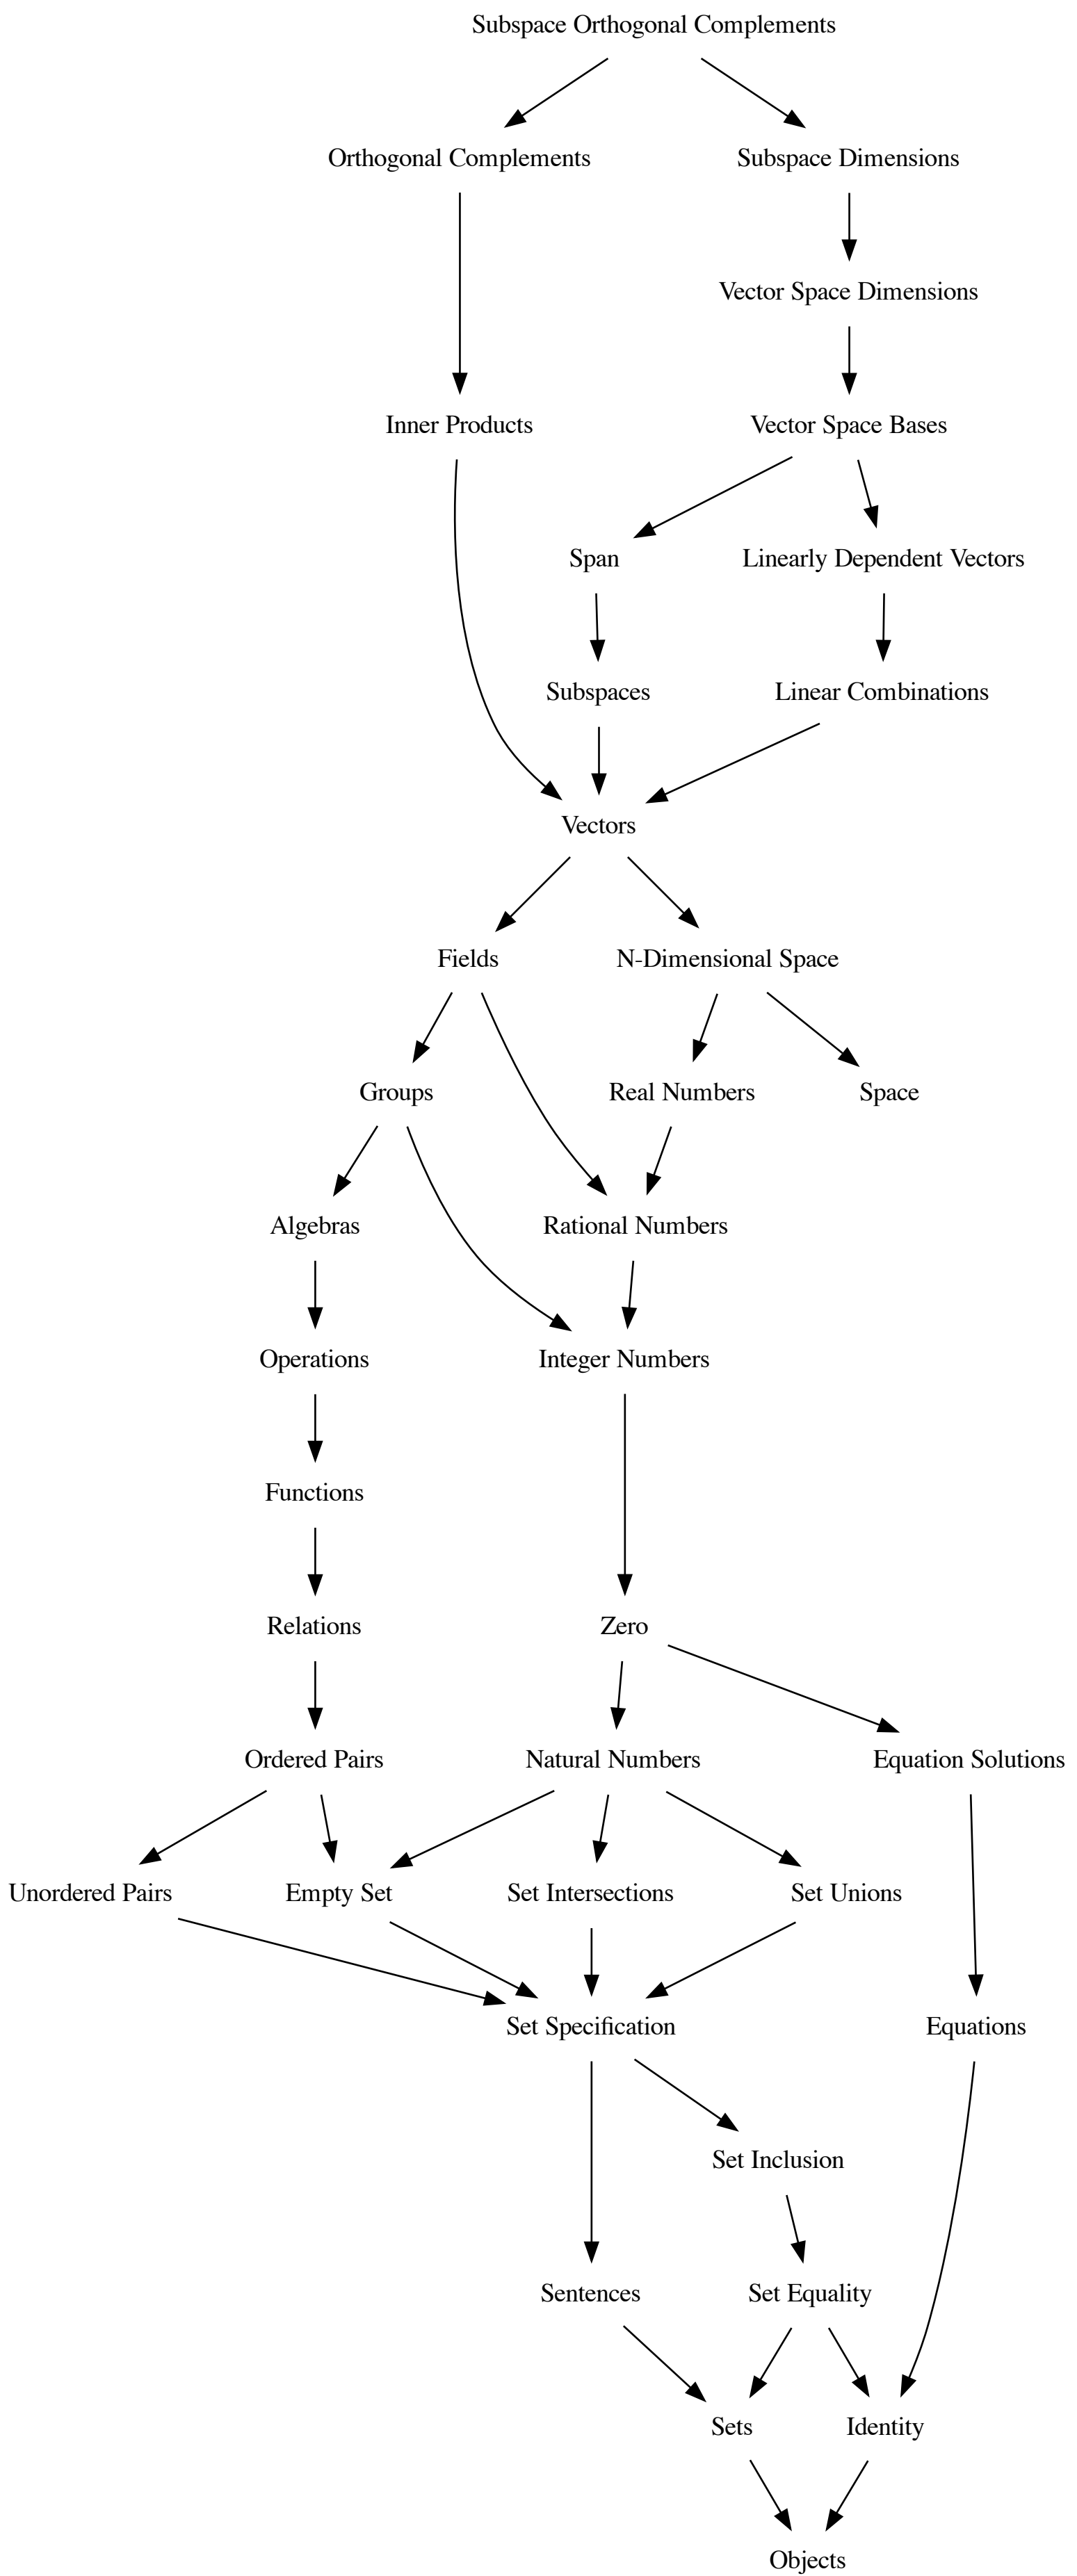 Subspace Orthogonal Complements
Orthogonal Complements
Subspace Dimensions
Vector Space Dimensions
Inner Products
Vector Space Bases
Span
Linearly Dependent Vectors
Subspaces
Linear Combinations
Vectors
Fields
N-Dimensional Space
Groups
Real Numbers
Space
Algebras
Rational Numbers
Operations
Integer Numbers
Functions
Relations
Zero
Ordered Pairs
Natural Numbers
Equation Solutions
Unordered Pairs
Empty Set
Set Intersections
Set Unions
Set Specification
Equations
Set Inclusion
Sentences
Set Equality
Sets
Identity
Objects